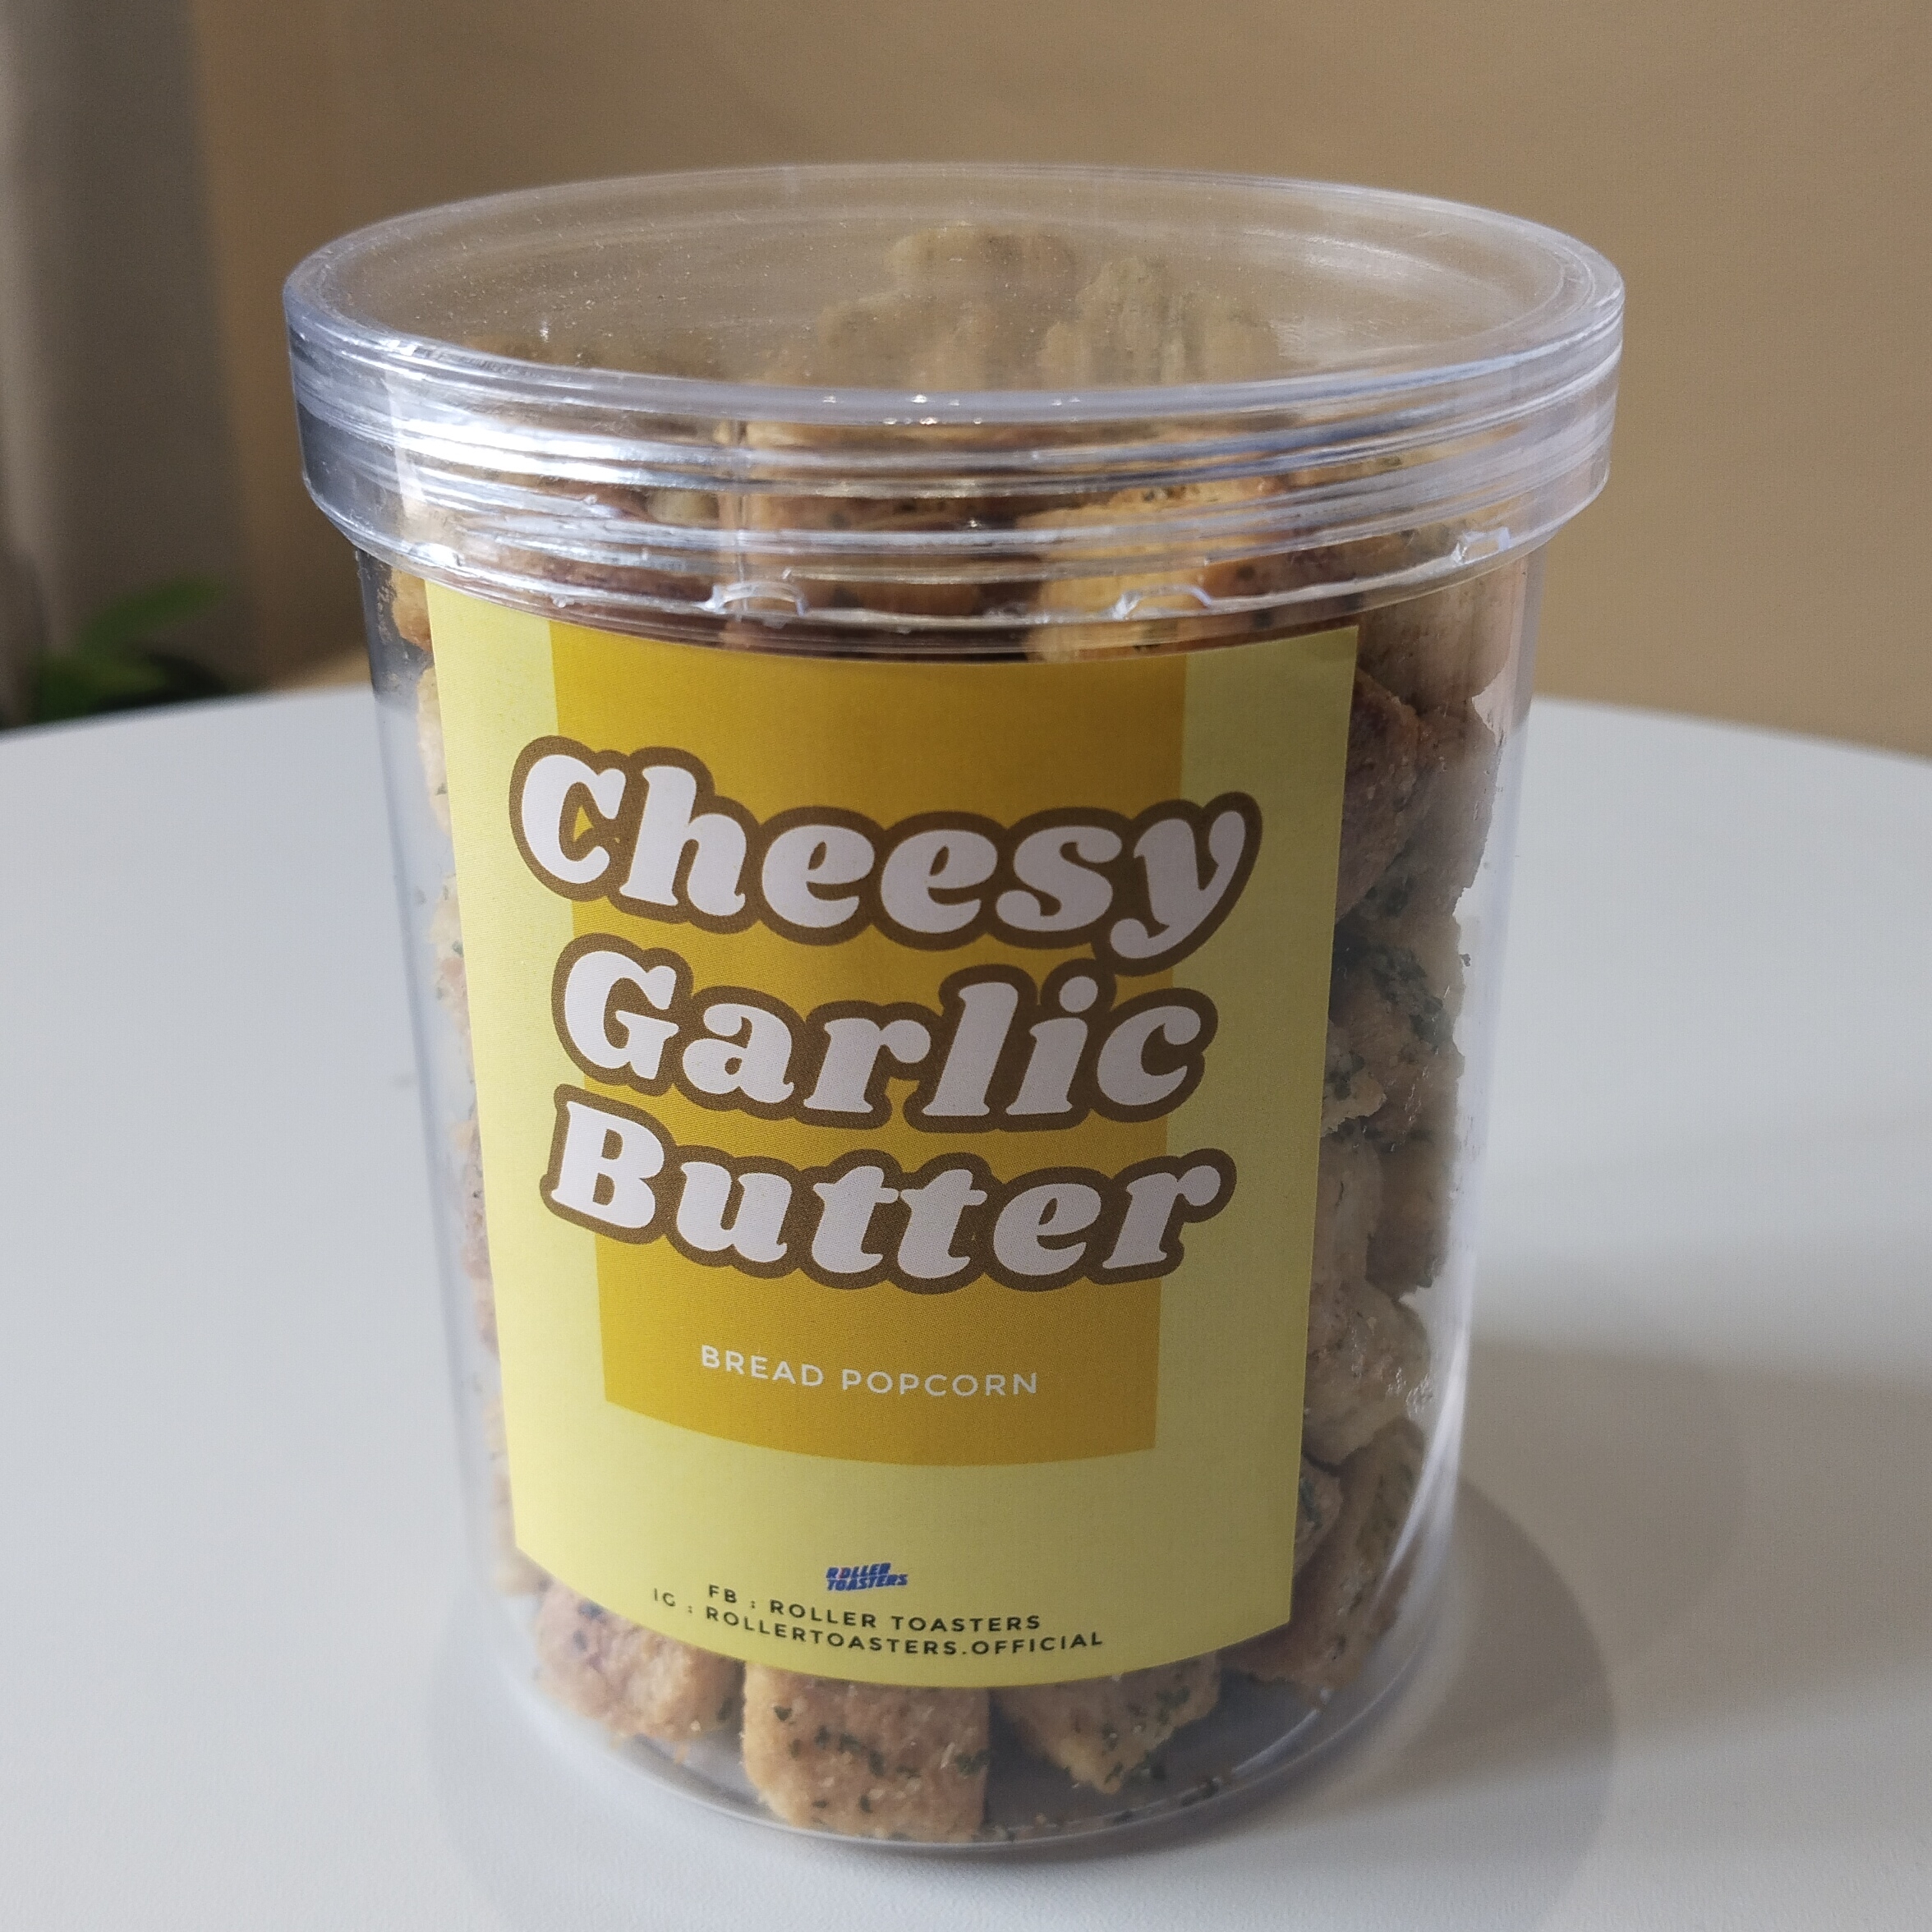 Cheesy
Garlic
Butter
BREAD POPCORN
ROLLER
TOASTERS
FB : ROLLER TOASTERS
IG : ROLLERTOASTERS.OFFICIAL